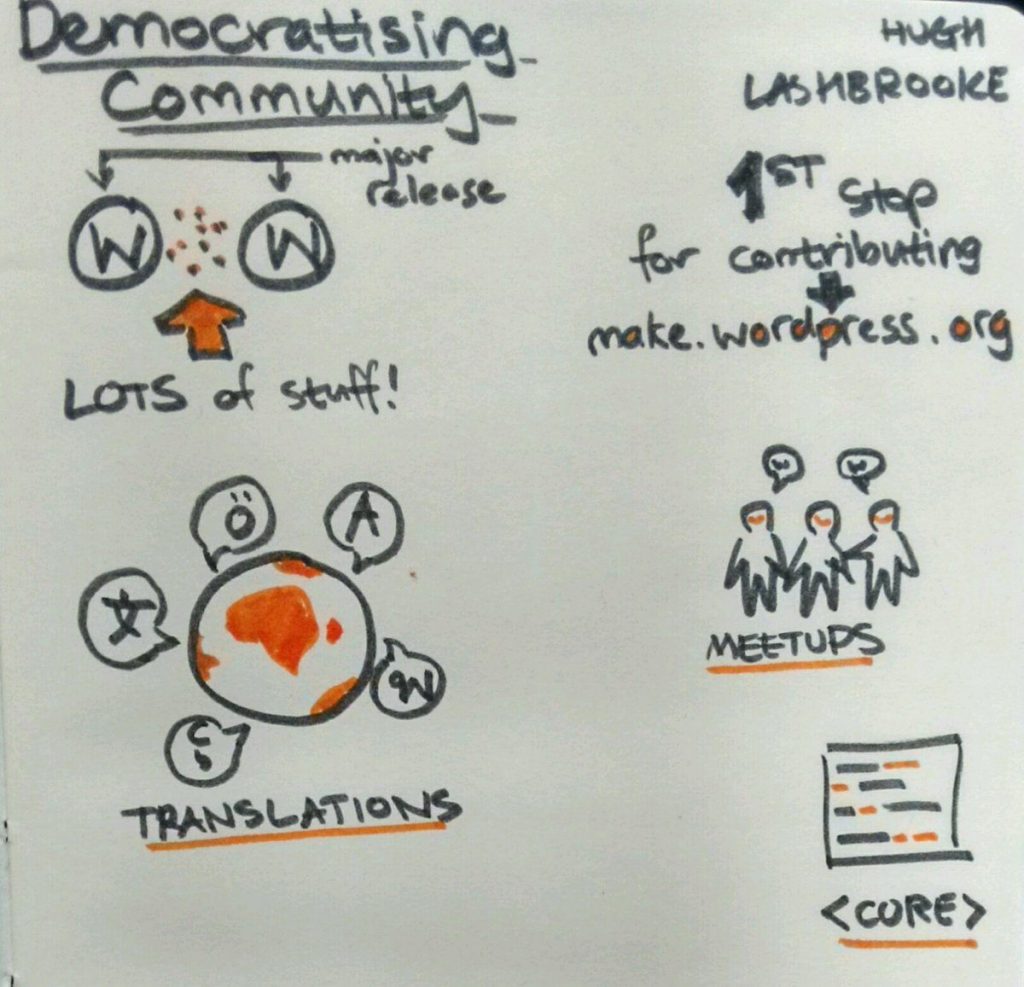 Democratising
Community
HUGH
LASHBROOKE
major
release
W
W
LOTS of stuff!
1ST Stop
for contributing
make.wordpress.org
Ö
A
文
TRANSLATIONS
W
W
MEETUPS
<CORE>